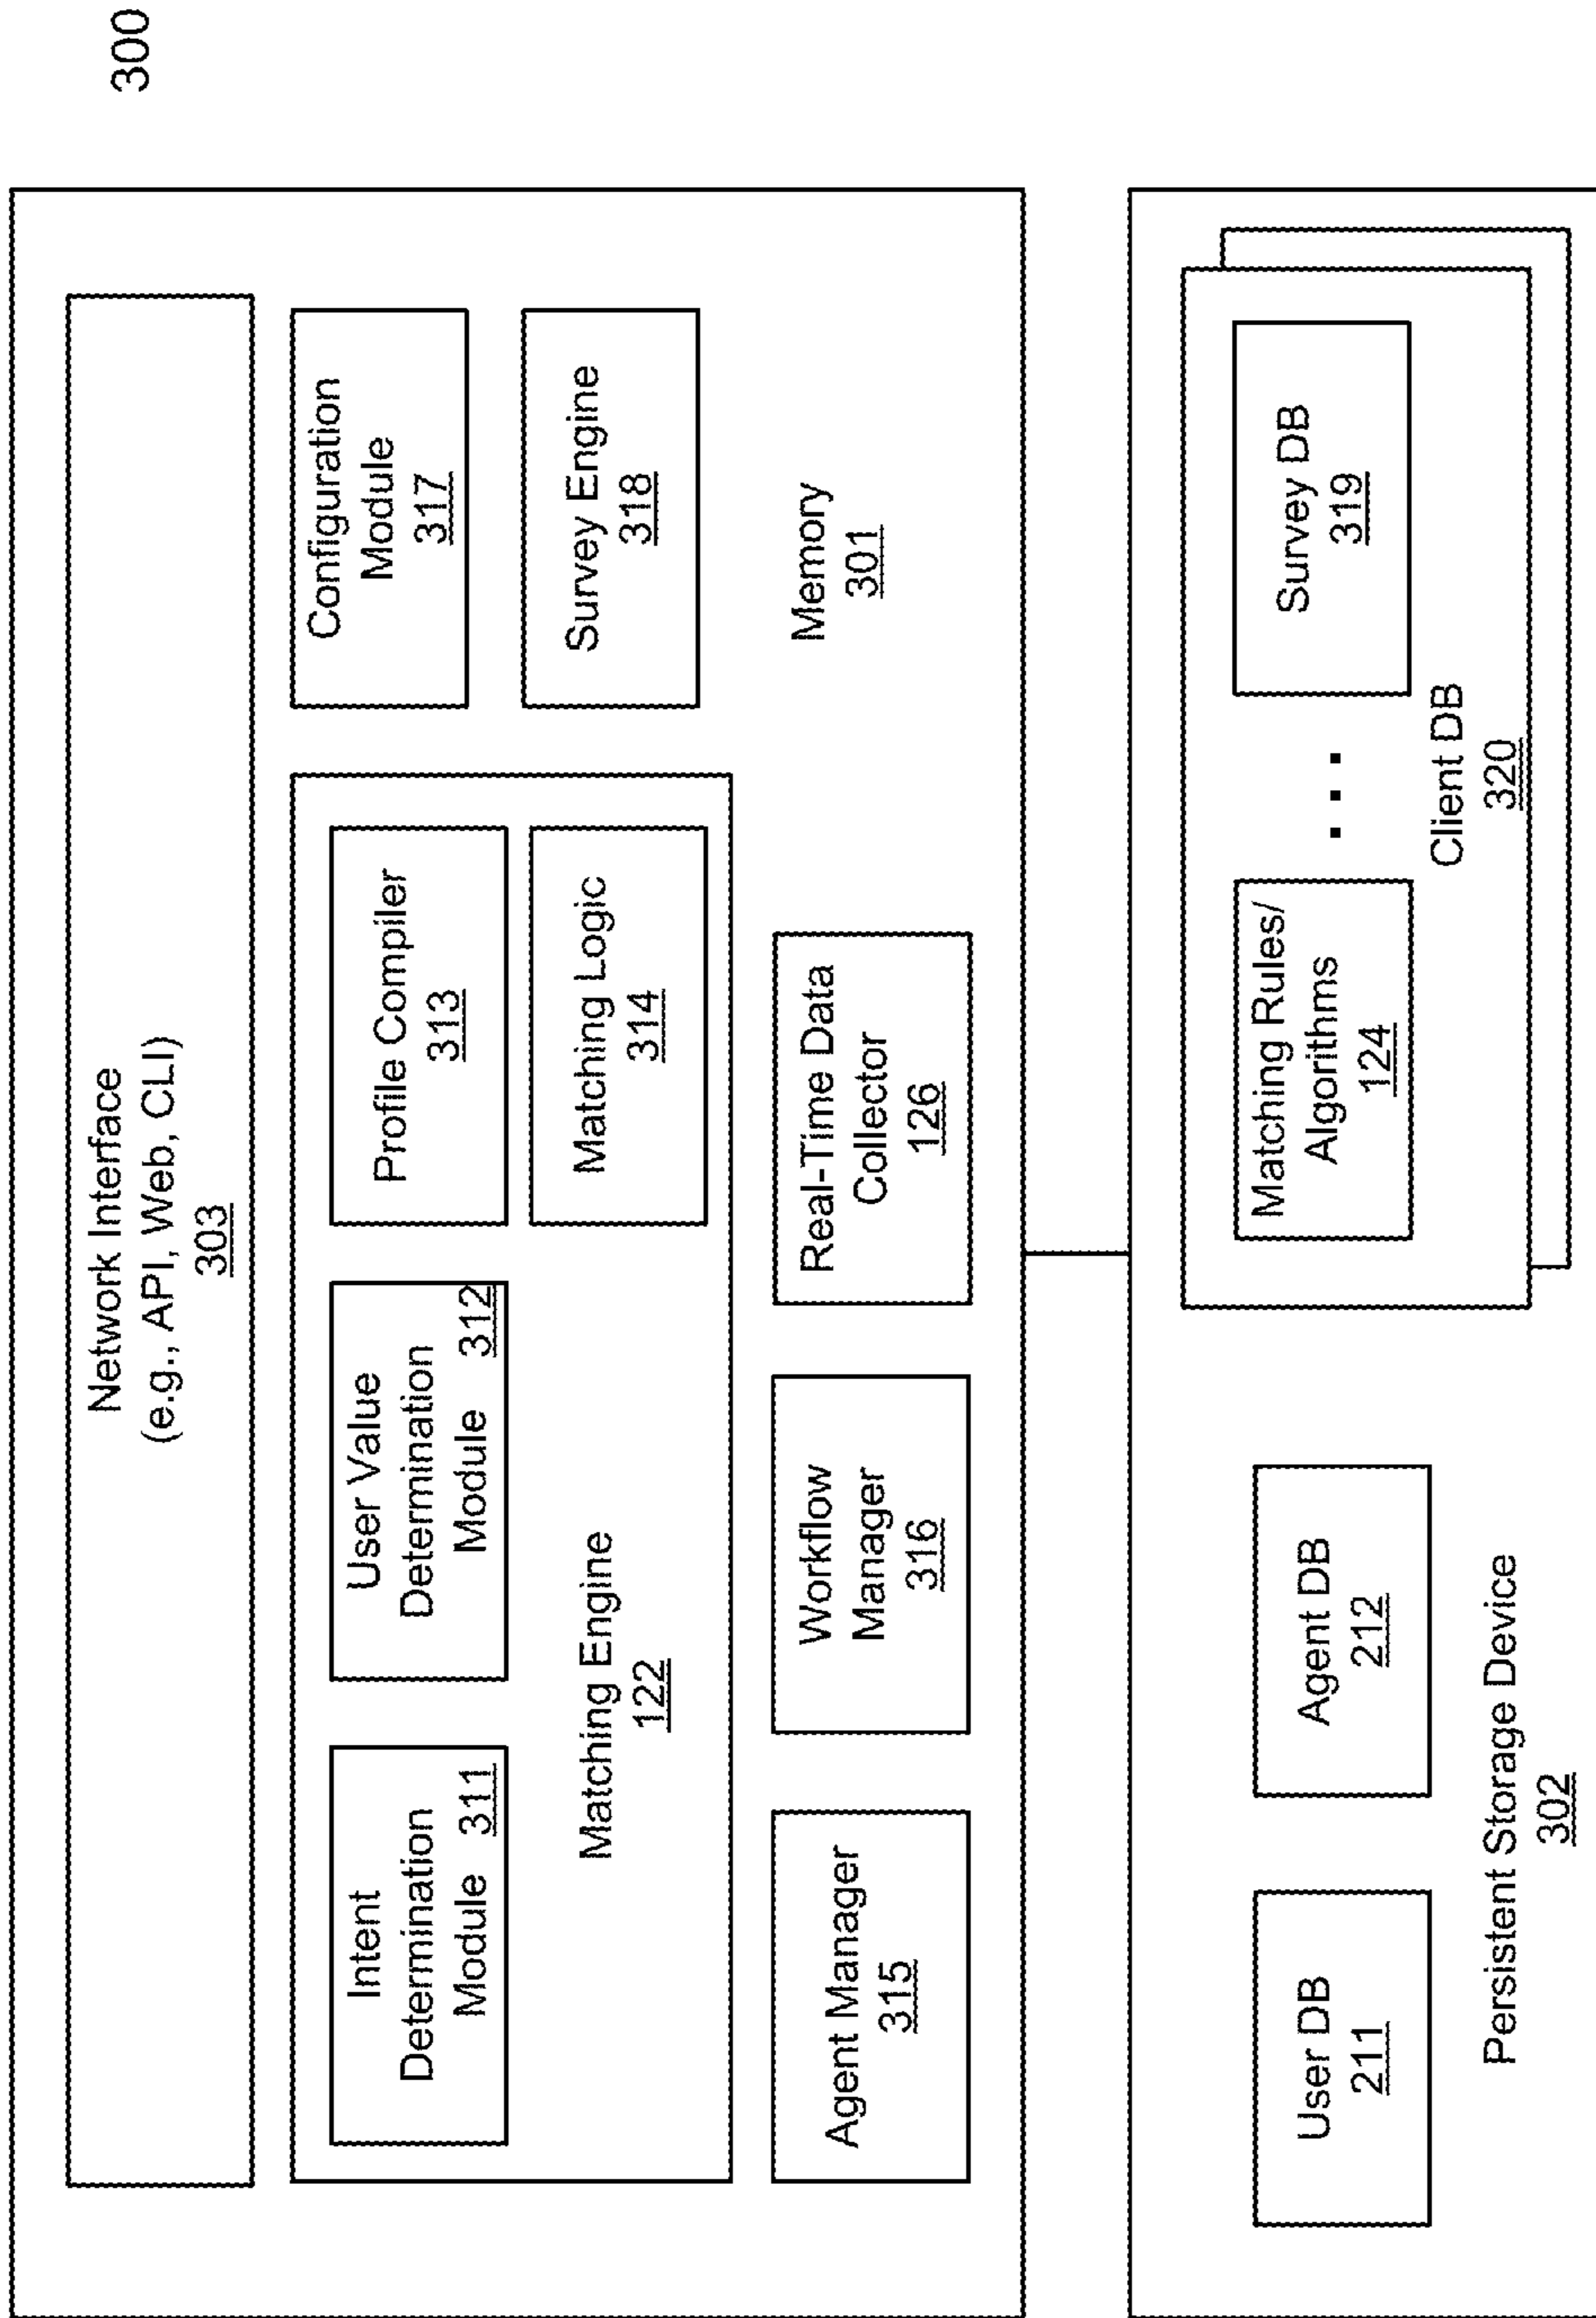 300
Network Interface
(e.g., API, Web, CLI)
303
Intent
Determination
Module 311
User Value
Determination
Module 312
Profile Compiler
313
Matching Logic
314
Matching Engine
122
Configuration
Module
317
Survey Engine
318
Agent Manager
315
Workflow
Manager
316
Real-Time Data
Collector
126
Memory
301
User DB
211
Agent DB
212
Persistent Storage Device
302
Matching Rules/
Algorithms
124
...
Survey DB
319
Client DB
320